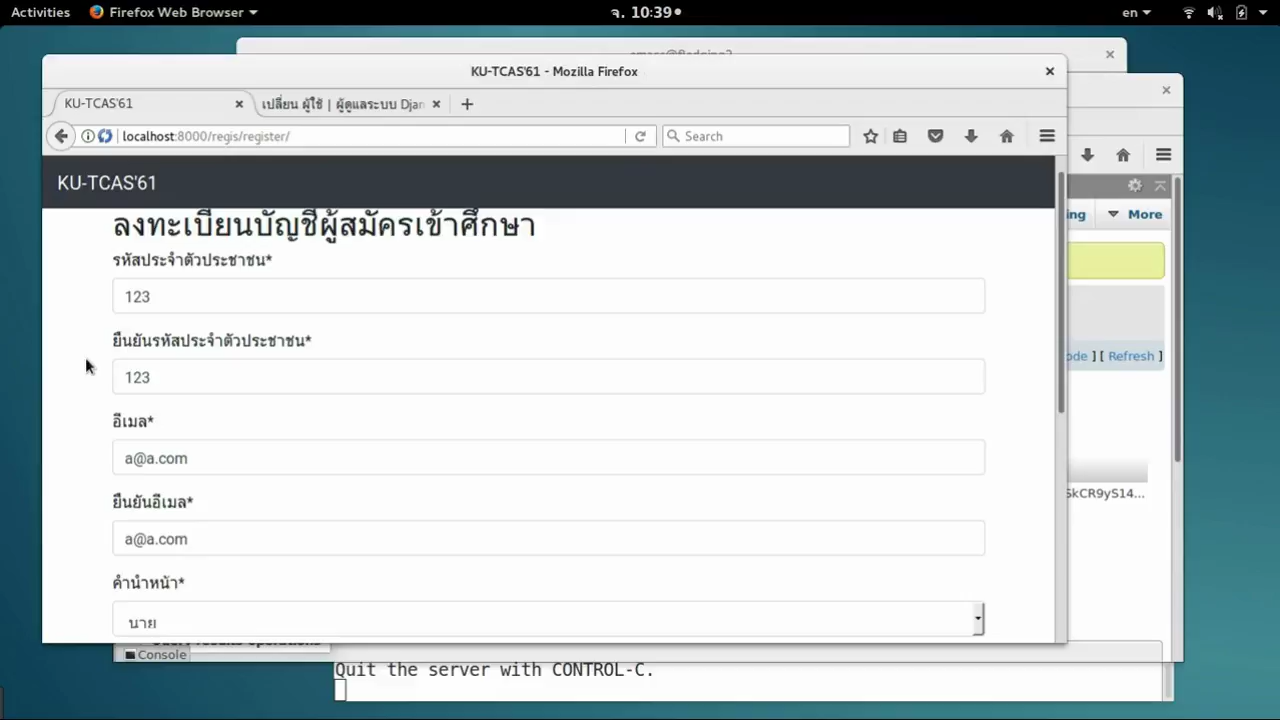 Activities Firefox Web Browser จ. 10:39 en
KU-TCAS'61 - Mozilla Firefox
KU-TCAS'61 เปลี่ยน ผู้ใช้ | ผู้ดูแลระบบ Djan
localhost:8000/regis/register/ Search
KU-TCAS'61
ลงทะเบียนบัญชีผู้สมัครเข้าศึกษา
รหัสประจำตัวประชาชน*
123
ยืนยันรหัสประจำตัวประชาชน*
123
อีเมล*
a@a.com
ยืนยันอีเมล*
a@a.com
คำนำหน้า*
นาย
ing More
ode ] [ Refresh ]
SkCR9yS14...
Console
Quit the server with CONTROL-C.